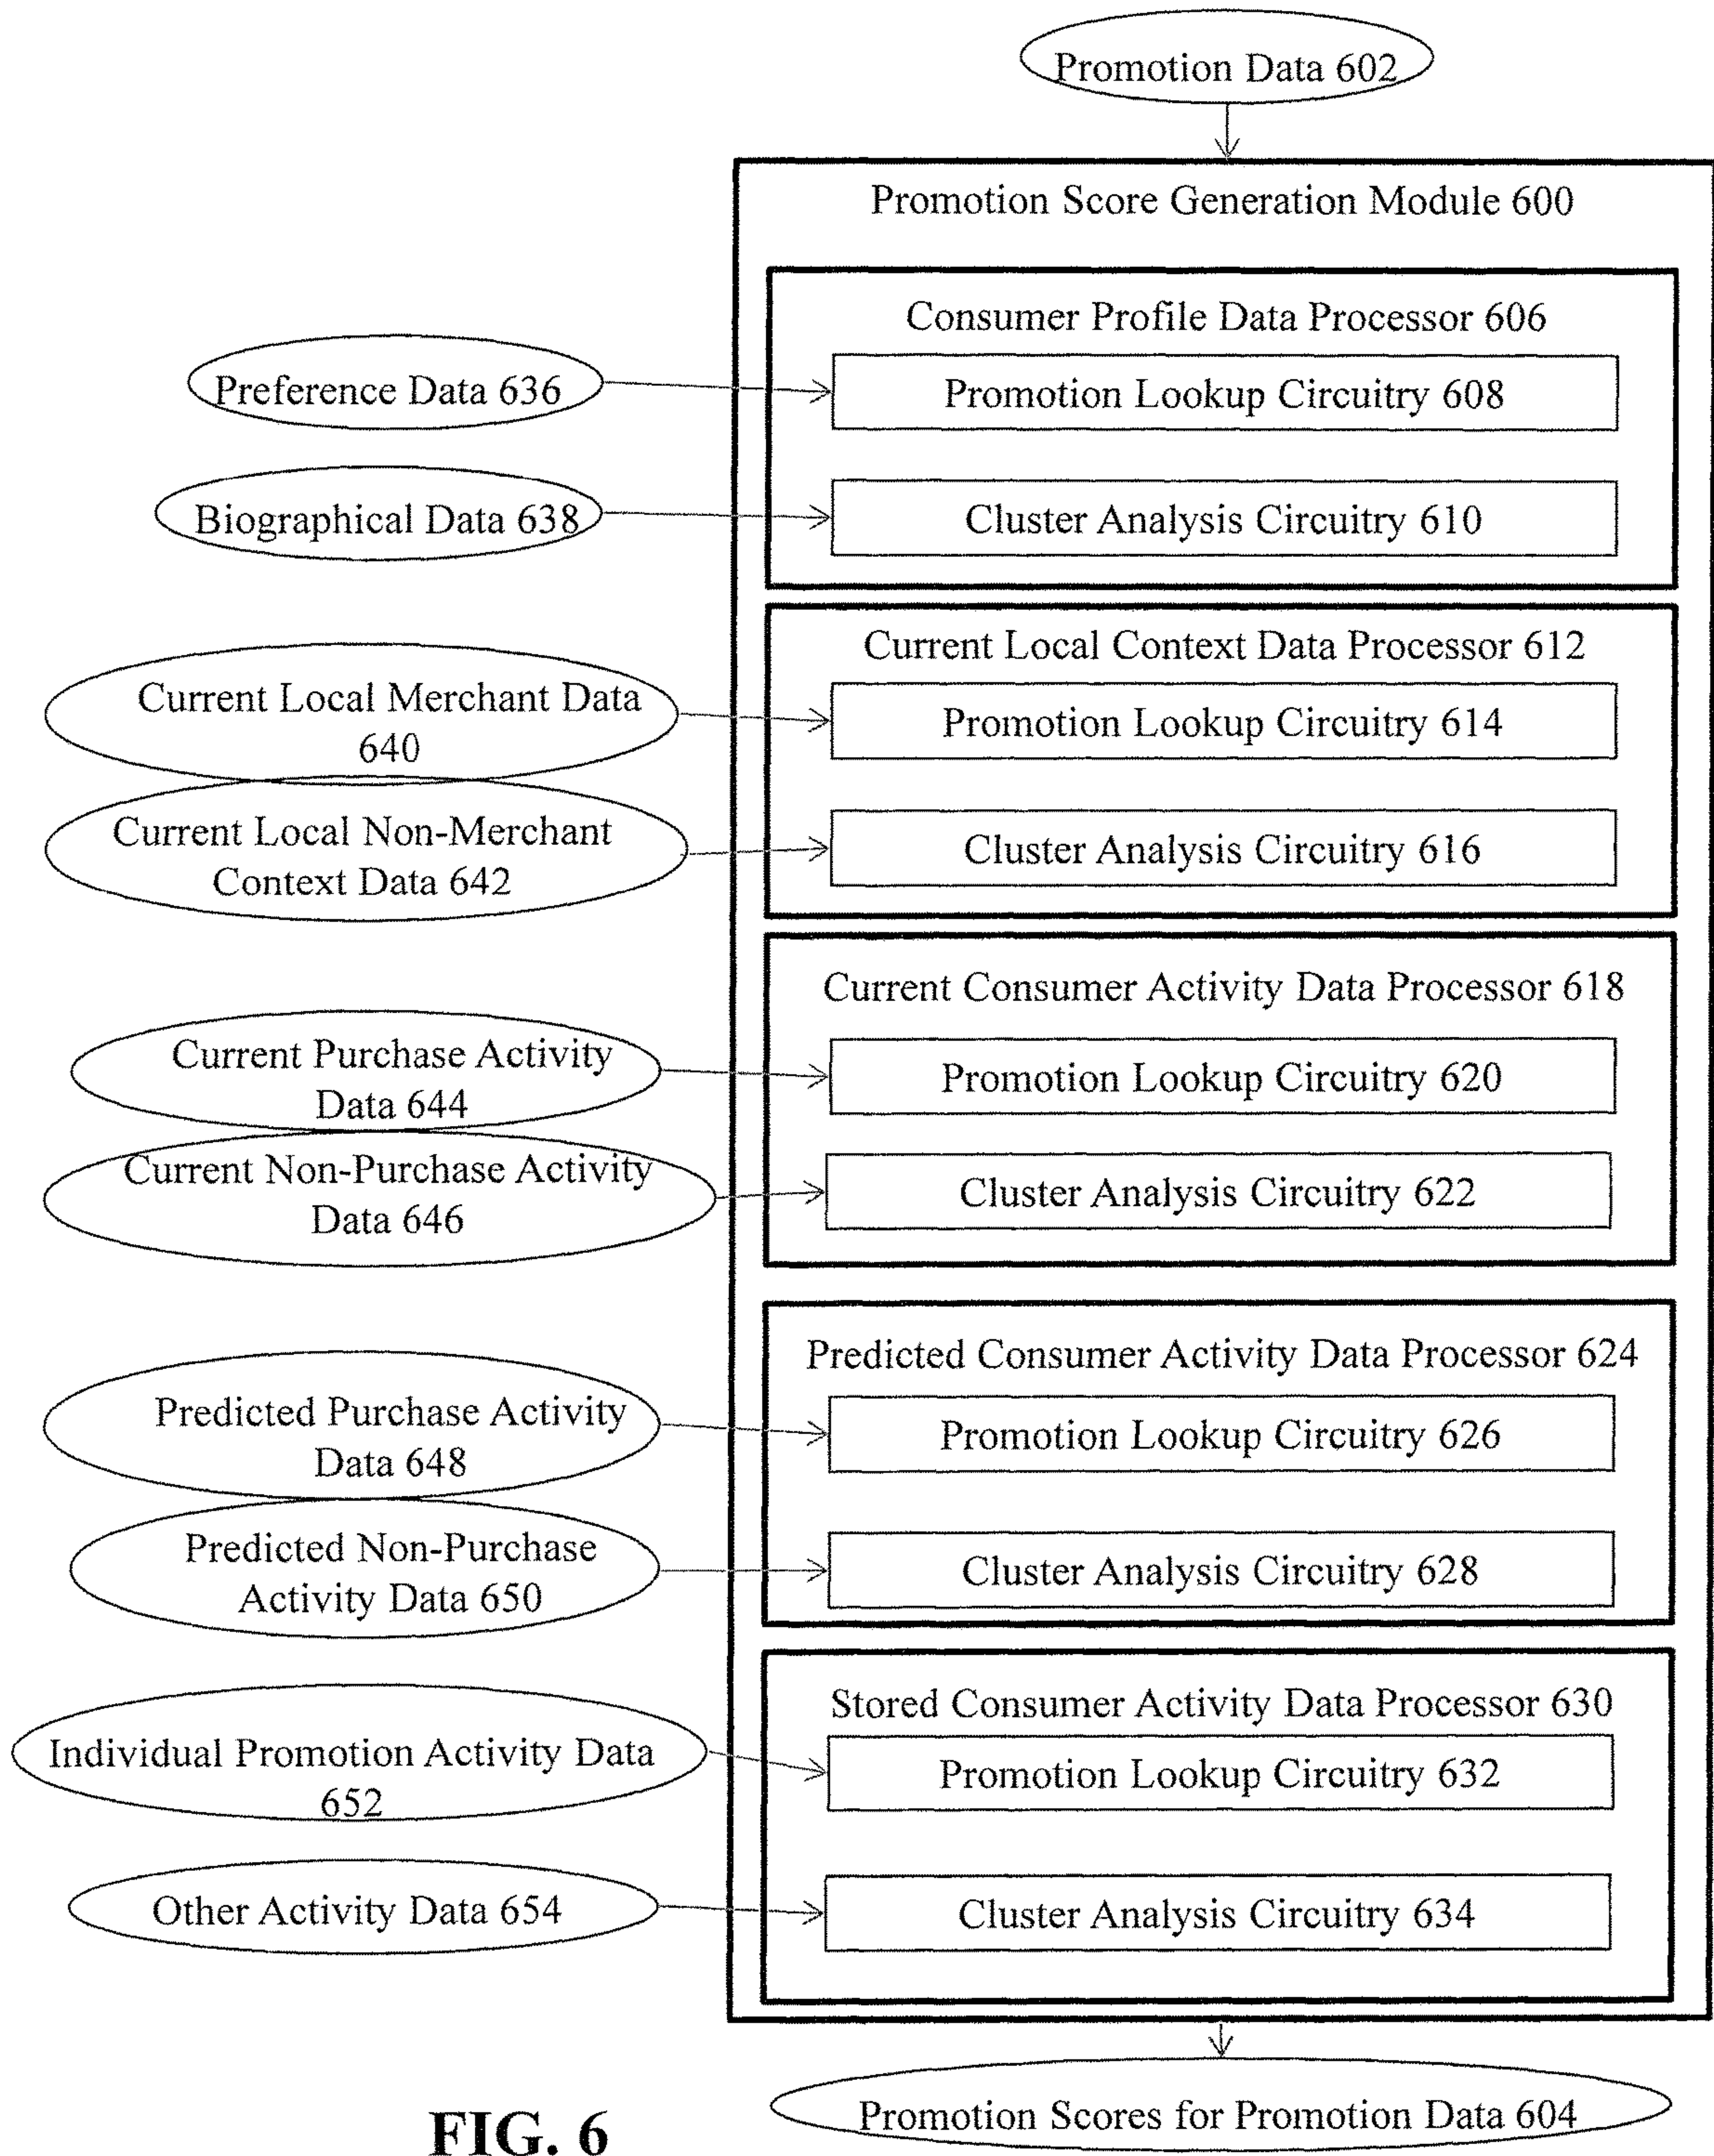 Promotion Data 602
Promotion Score Generation Module 600
Consumer Profile Data Processor 606
Preference Data 636
Promotion Lookup Circuitry 608
Biographical Data 638
Cluster Analysis Circuitry 610
Current Local Context Data Processor 612
Current Local Merchant Data
640
Promotion Lookup Circuitry 614
Current Local Non-Merchant
Context Data 642
Cluster Analysis Circuitry 616
Current Consumer Activity Data Processor 618
Current Purchase Activity
Data 644
Promotion Lookup Circuitry 620
Current Non-Purchase Activity
Data 646
Cluster Analysis Circuitry 622
Predicted Consumer Activity Data Processor 624
Predicted Purchase Activity
Data 648
Promotion Lookup Circuitry 626
Predicted Non-Purchase
Activity Data 650
Cluster Analysis Circuitry 628
Stored Consumer Activity Data Processor 630
Individual Promotion Activity Data
652
Promotion Lookup Circuitry 632
Other Activity Data 654
Cluster Analysis Circuitry 634
Promotion Scores for Promotion Data 604
FIG. 6